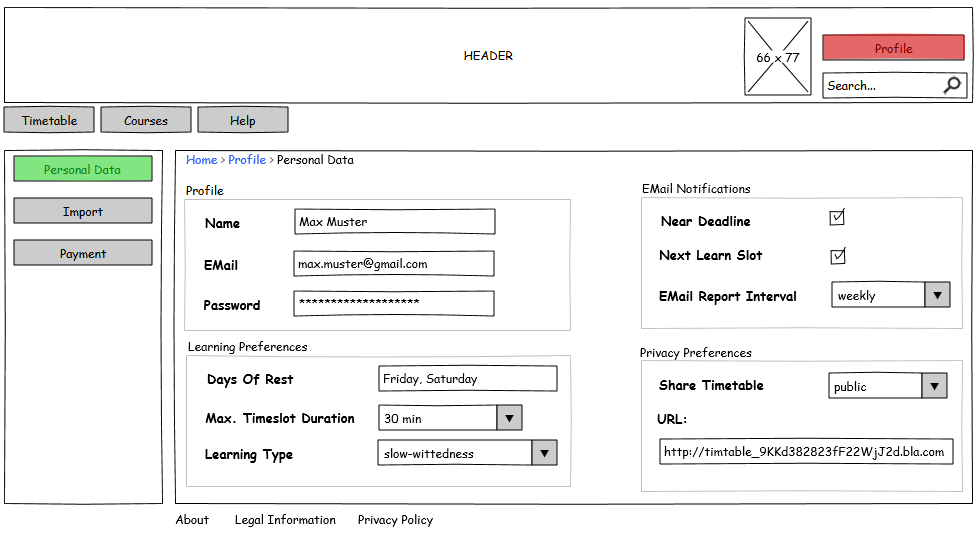 HEADER
66 x 77
Profile
Search...
Timetable
Courses
Help
Personal Data
Import
Payment
Home > Profile > Personal Data
Profile
Name
Max Muster
EMail
max.muster@gmail.com
Password
*******************
Learning Preferences
Days Of Rest
Friday, Saturday
Max. Timeslot Duration
30 min
Learning Type
slow-wittedness
EMail Notifications
Near Deadline
Next Learn Slot
EMail Report Interval
weekly
Privacy Preferences
Share Timetable
public
URL:
http://timtable_9KKd382823fF22WjJ2d.bla.com
About
Legal Information
Privacy Policy